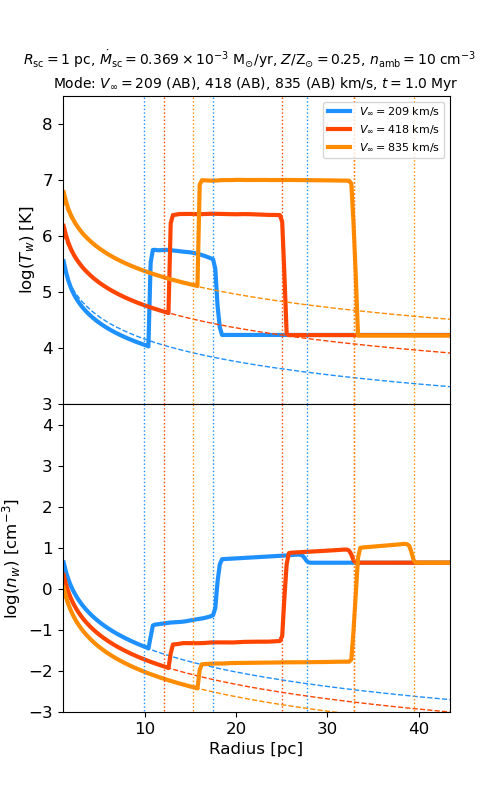 R_sc = 1 pc, Ṁ_sc = 0.369 × 10⁻³ M_⊙/yr, Z/Z_⊙ = 0.25, n_amb = 10 cm⁻³
Mode: V_∞ = 209 (AB), 418 (AB), 835 (AB) km/s, t = 1.0 Myr
V_∞ = 209 km/s
V_∞ = 418 km/s
V_∞ = 835 km/s
log(T_w) [K]
8
7
6
5
4
3
log(n_w) [cm⁻³]
4
3
2
1
0
−1
−2
−3
10
20
30
40
Radius [pc]